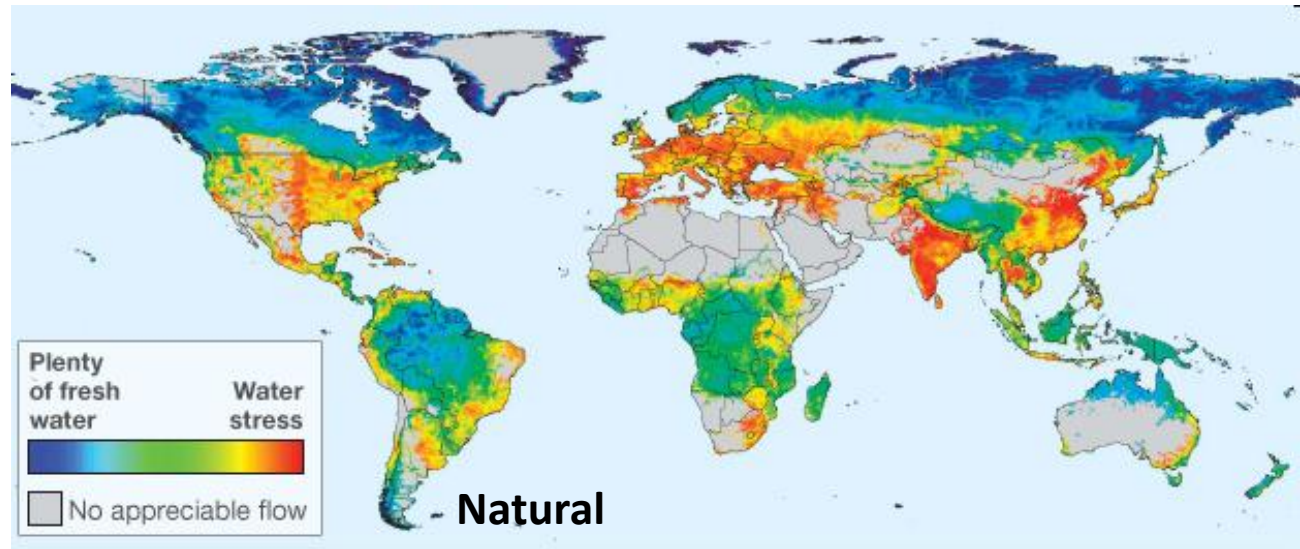 Plenty
of fresh Water
water stress
No appreciable flow
Natural